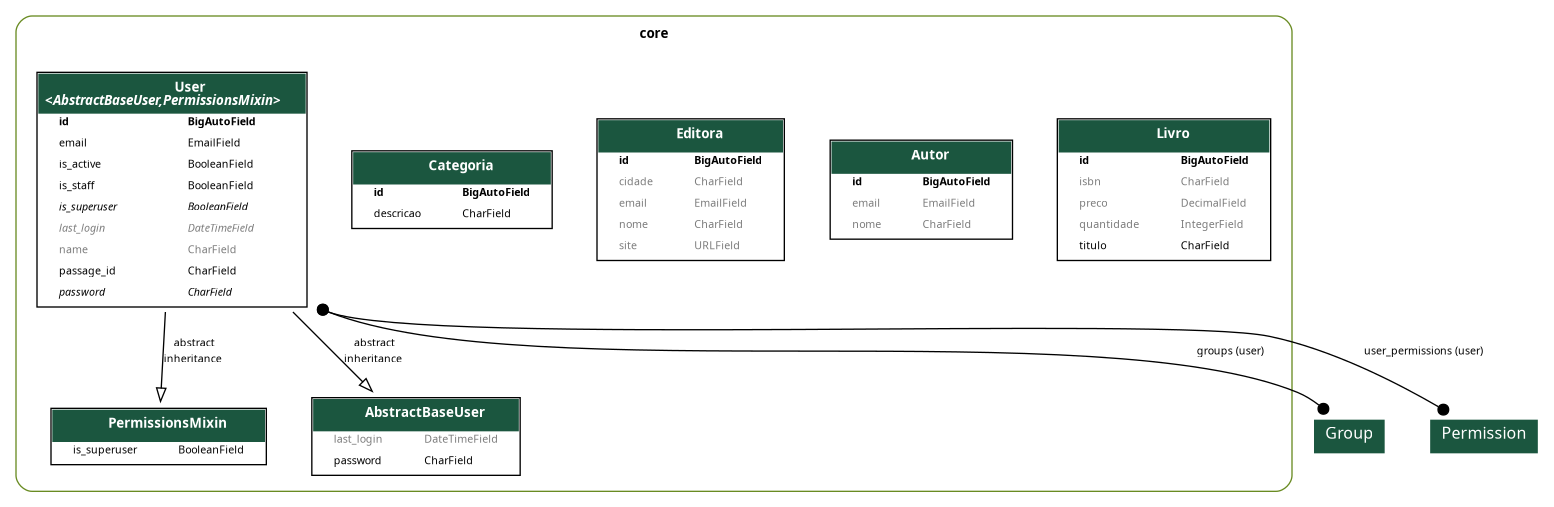 core
User
<AbstractBaseUser,PermissionsMixin>
id BigAutoField
email EmailField
is_active BooleanField
is_staff BooleanField
is_superuser BooleanField
last_login DateTimeField
name CharField
passage_id CharField
password CharField
Categoria
id BigAutoField
descricao CharField
Editora
id BigAutoField
cidade CharField
email EmailField
nome CharField
site URLField
Autor
id BigAutoField
email EmailField
nome CharField
Livro
id BigAutoField
isbn CharField
preco DecimalField
quantidade IntegerField
titulo CharField
abstract
inheritance
abstract
inheritance
groups (user)
user_permissions (user)
PermissionsMixin
is_superuser BooleanField
AbstractBaseUser
last_login DateTimeField
password CharField
Group
Permission